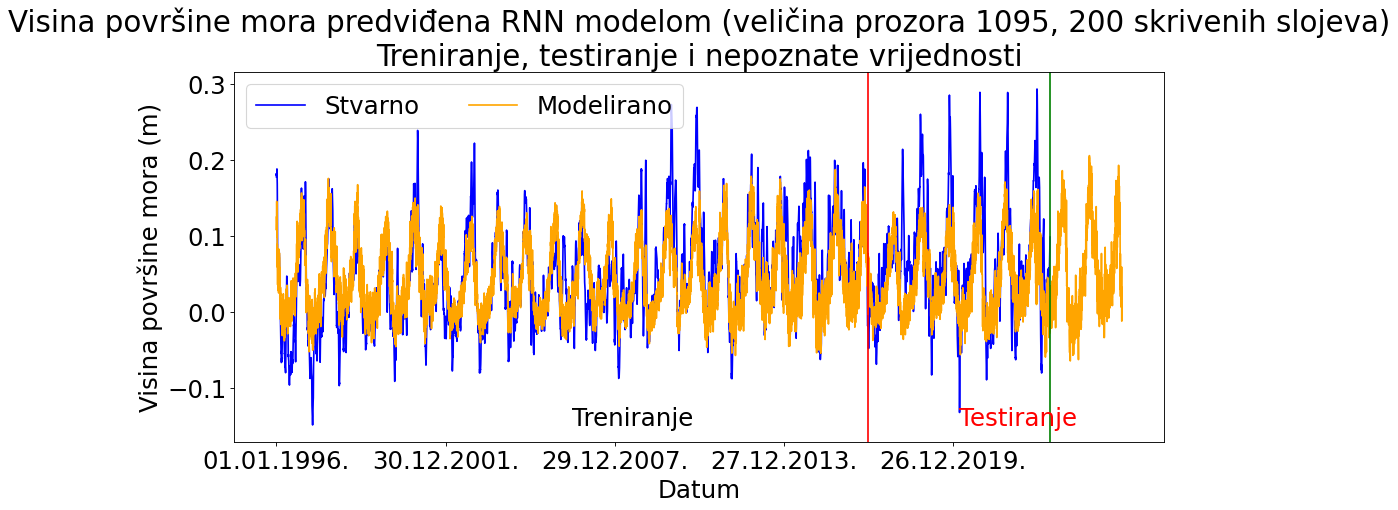 Visina površine mora predviđena RNN modelom (veličina prozora 1095, 200 skrivenih slojeva)
Treniranje, testiranje i nepoznate vrijednosti
Visina površine mora (m)
0.3
0.2
0.1
0.0
−0.1
Stvarno
Modelirano
Treniranje
Testiranje
01.01.1996.
30.12.2001.
29.12.2007.
27.12.2013.
26.12.2019.
Datum